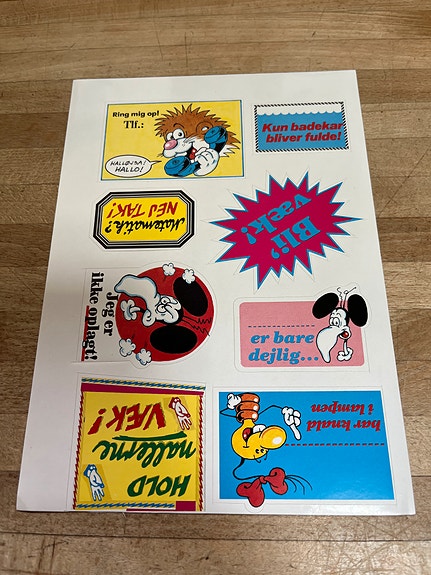 Ring mig op!
Tlf.:
HALLØJSA!
HALLO!
Kun badekar
bliver fulde!
Matematik?
NEJ TAK!
Bli'
væk!
Jeg er
ikke oplagt!
er bare
dejlig...
HOLD
nallerne
VÆK!
har knald
i lampen